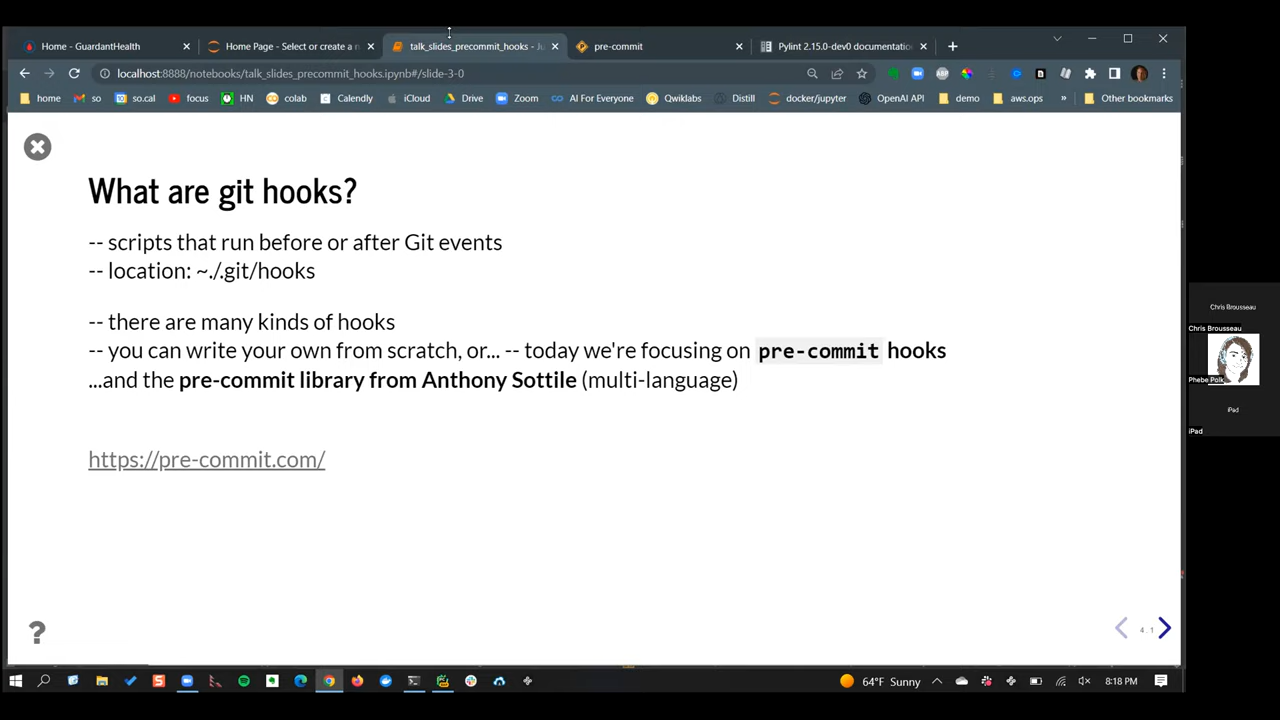 Home - GuardantHealth
Home Page - Select or create a n
talk_slides_precommit_hooks - Ju
pre-commit
Pylint 2.15.0-dev0 documentatio
localhost:8888/notebooks/talk_slides_precommit_hooks.ipynb#/slide-3-0
ABP
home
so
so.cal
focus
HN
colab
Calendly
iCloud
Drive
Zoom
AI For Everyone
Qwiklabs
Distill
docker/jupyter
OpenAI API
demo
aws.ops
»
Other bookmarks
What are git hooks?
-- scripts that run before or after Git events
-- location: ~./.git/hooks
-- there are many kinds of hooks
-- you can write your own from scratch, or... -- today we're focusing on pre-commit hooks
...and the pre-commit library from Anthony Sottile (multi-language)
https://pre-commit.com/
?
4.1
Chris Brousseau
Chris Brousseau
Phebe Polk
iPad
iPad
64°F Sunny
8:18 PM